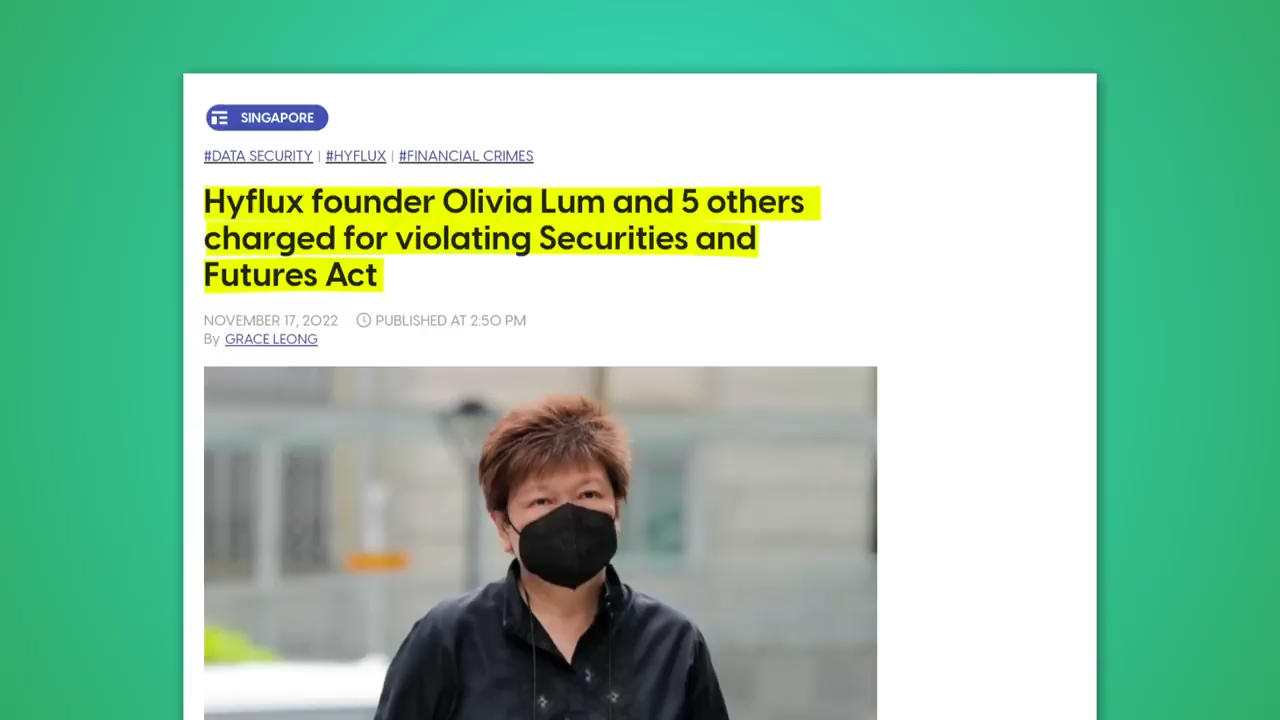 SINGAPORE
#DATA SECURITY | #HYFLUX | #FINANCIAL CRIMES
Hyflux founder Olivia Lum and 5 others
charged for violating Securities and
Futures Act
NOVEMBER 17, 2022 PUBLISHED AT 2:50 PM
By GRACE LEONG